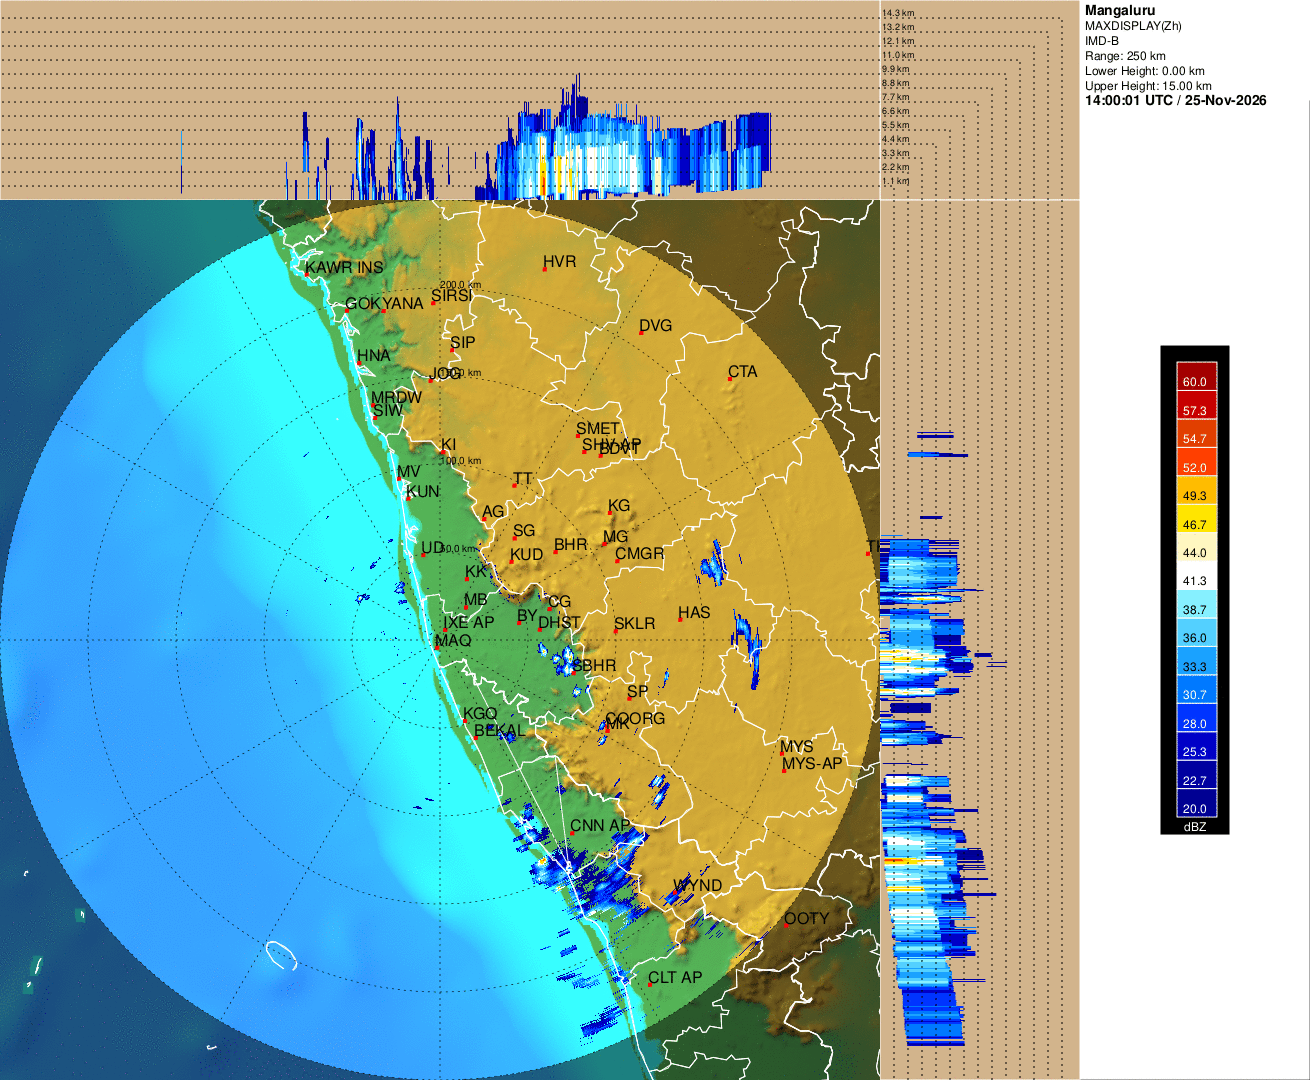 14.3 km
13.2 km
12.1 km
11.0 km
9.9 km
8.8 km
7.7 km
6.6 km
5.5 km
4.4 km
3.3 km
2.2 km
1.1 km
Mangaluru
MAXDISPLAY(Zh)
IMD-B
Range: 250 km
Lower Height: 0.00 km
Upper Height: 15.00 km
14:00:01 UTC / 25-Nov-2026
HVR
KAWR INS
200.0 km
SIRSI
GOKYANA
DVG
SIP
HNA
JOG
CTA
MRDW
SIW
SMET
SHV-AP
BDVT
KI
100.0 km
MV
TT
KUN
AG
KG
SG
MG
UD
50.0 km
KUD
BHR
CMGR
KK
MB
CG
BY
DHST
IXE AP
SKLR
HAS
MAQ
SBHR
SP
KGQ
COORG
MK
BEKAL
MYS
MYS-AP
CNN AP
WYND
OOTY
CLT AP
60.0
57.3
54.7
52.0
49.3
46.7
44.0
41.3
38.7
36.0
33.3
30.7
28.0
25.3
22.7
20.0
dBZ